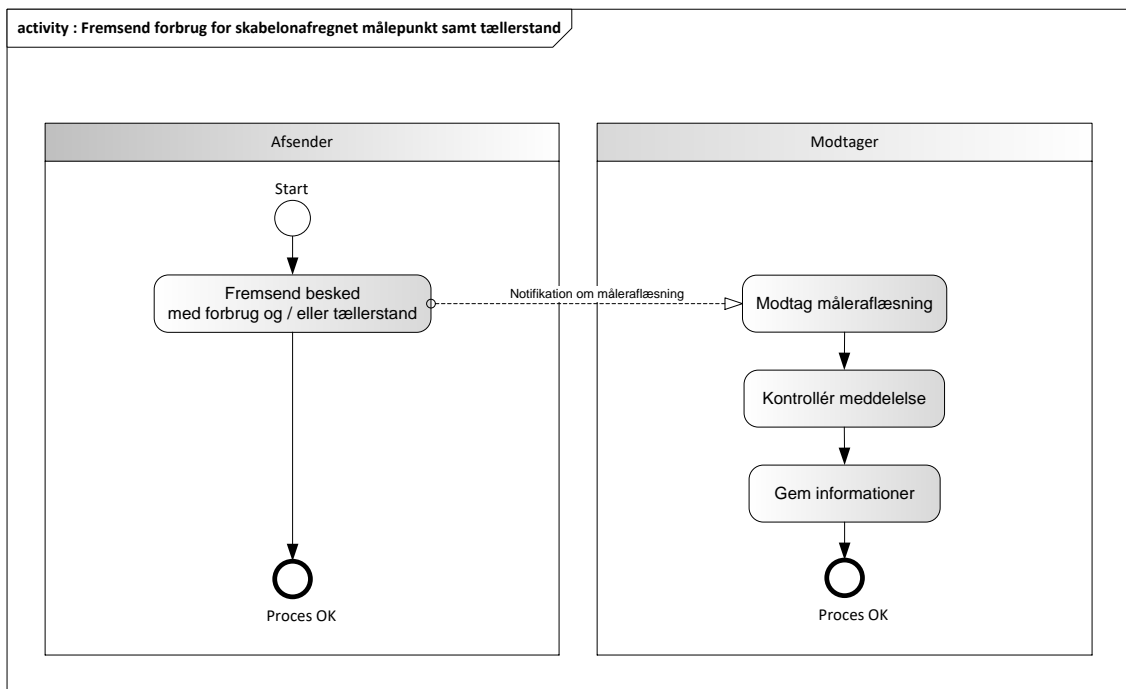 activity : Fremsend forbrug for skabelonafregnet målepunkt samt tællerstand
Afsender
Modtager
Start
Fremsend besked
med forbrug og / eller tællerstand
Notifikation om måleraflæsning
Modtag måleraflæsning
Kontrollér meddelelse
Gem informationer
Proces OK
Proces OK